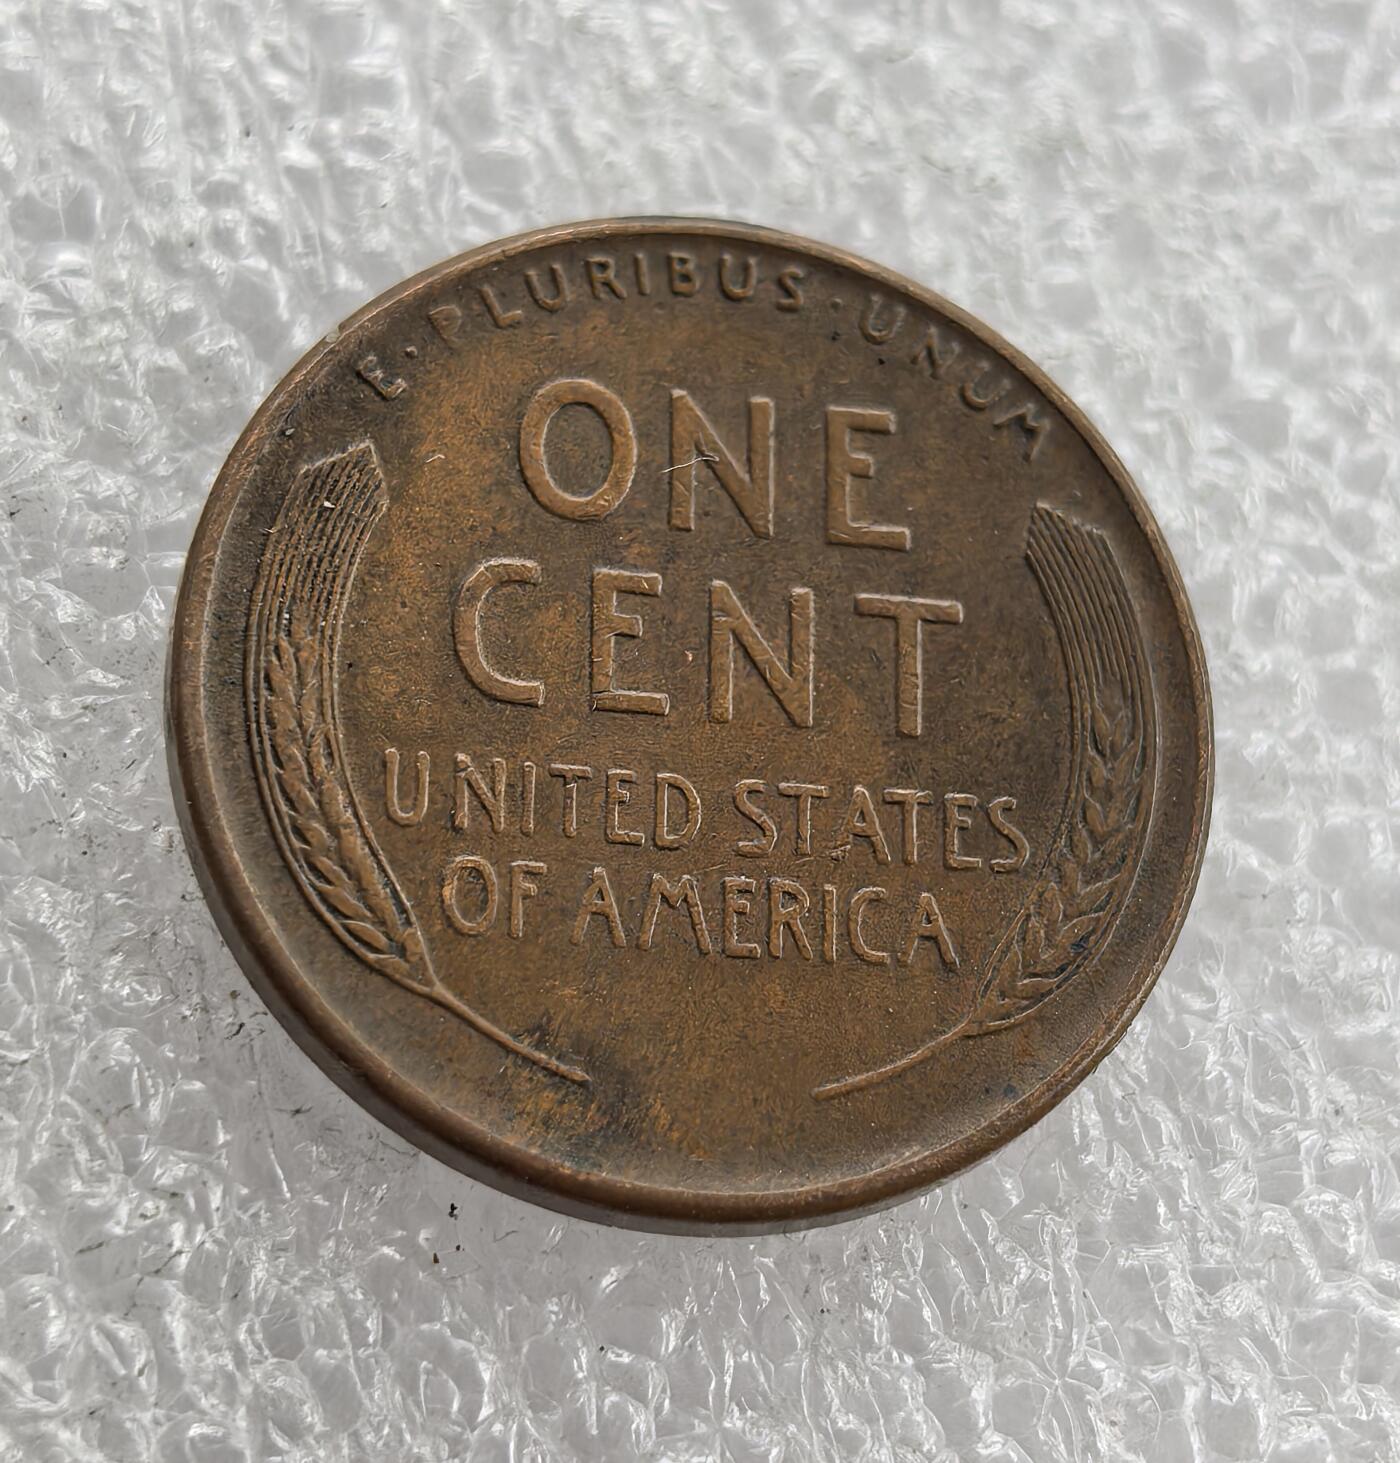 E·PLURIBUS·UNUM
ONE
CENT
UNITED STATES
OF AMERICA